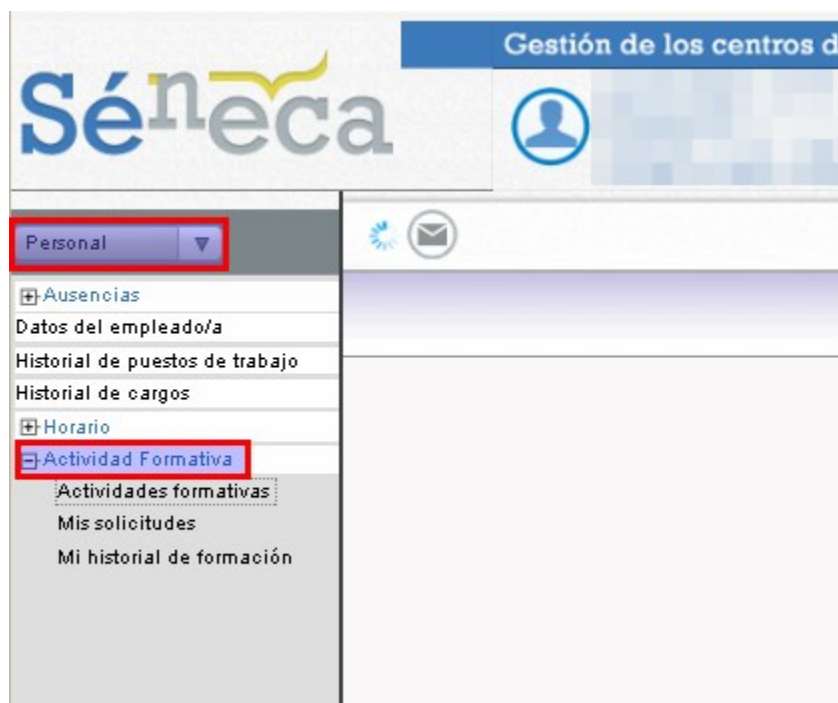 Gestión de los centros d
Séneca
Personal
Ausencias
Datos del empleado/a
Historial de puestos de trabajo
Historial de cargos
Horario
Actividad Formativa
Actividades formativas
Mis solicitudes
Mi historial de formación